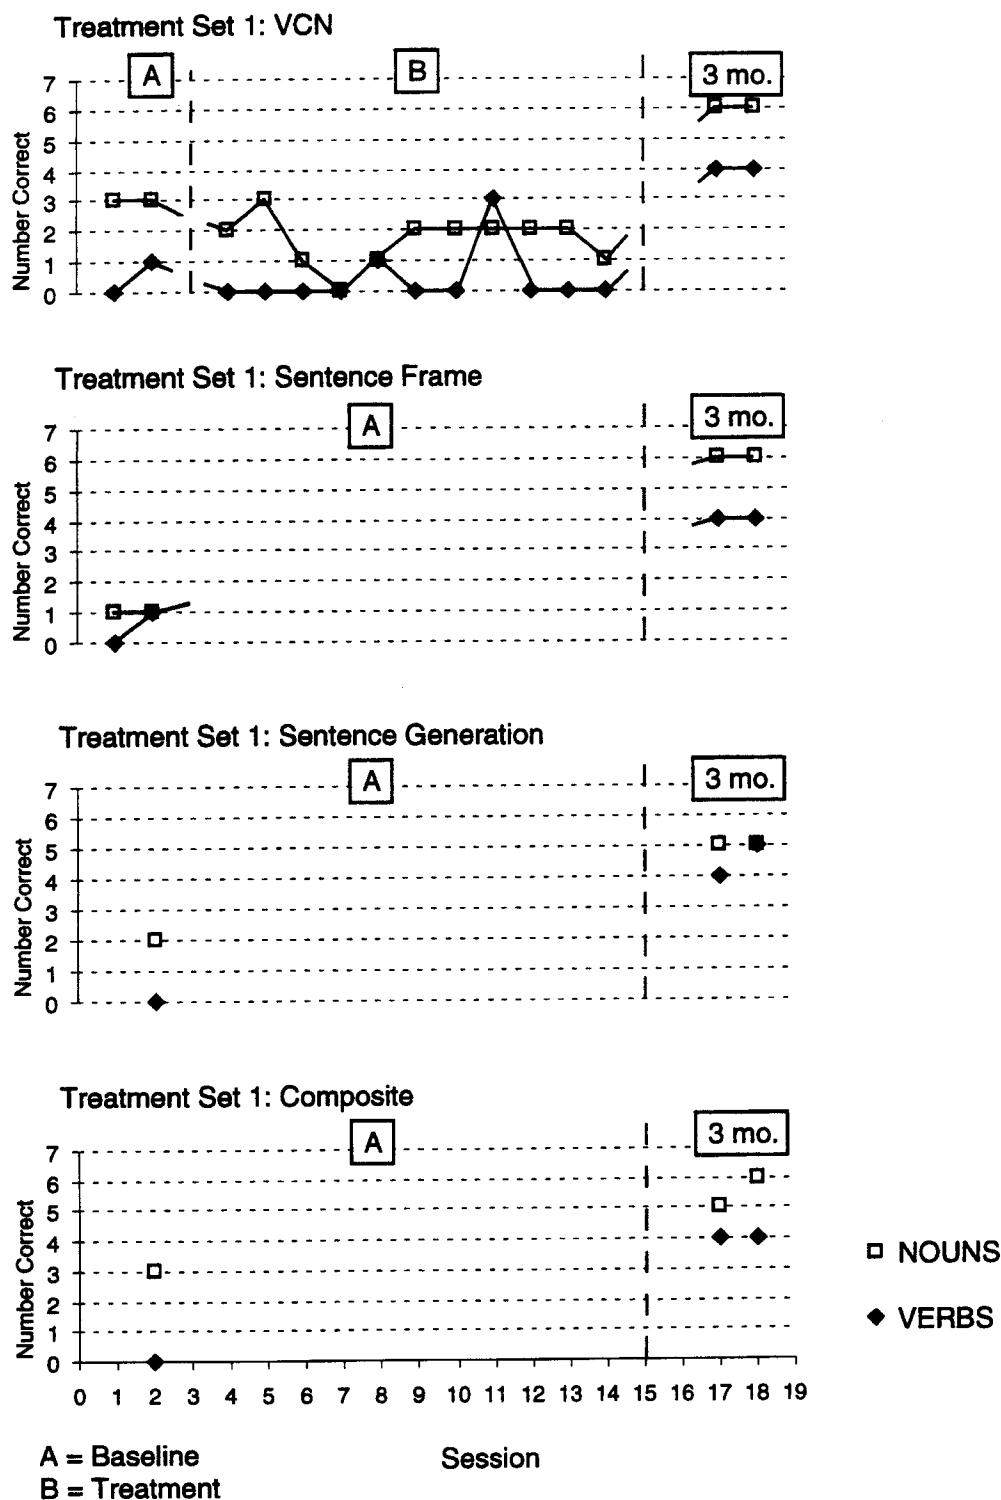 Treatment Set 1: VCN
A
B
3 mo.
7
6
5
4
3
2
1
0
Number Correct
Treatment Set 1: Sentence Frame
A
3 mo.
7
6
5
4
3
2
1
0
Number Correct
Treatment Set 1: Sentence Generation
A
3 mo.
7
6
5
4
3
2
1
0
Number Correct
Treatment Set 1: Composite
A
3 mo.
7
6
5
4
3
2
1
0
Number Correct
NOUNS
VERBS
0 1 2 3 4 5 6 7 8 9 10 11 12 13 14 15 16 17 18 19
A = Baseline
Session
B = Treatment